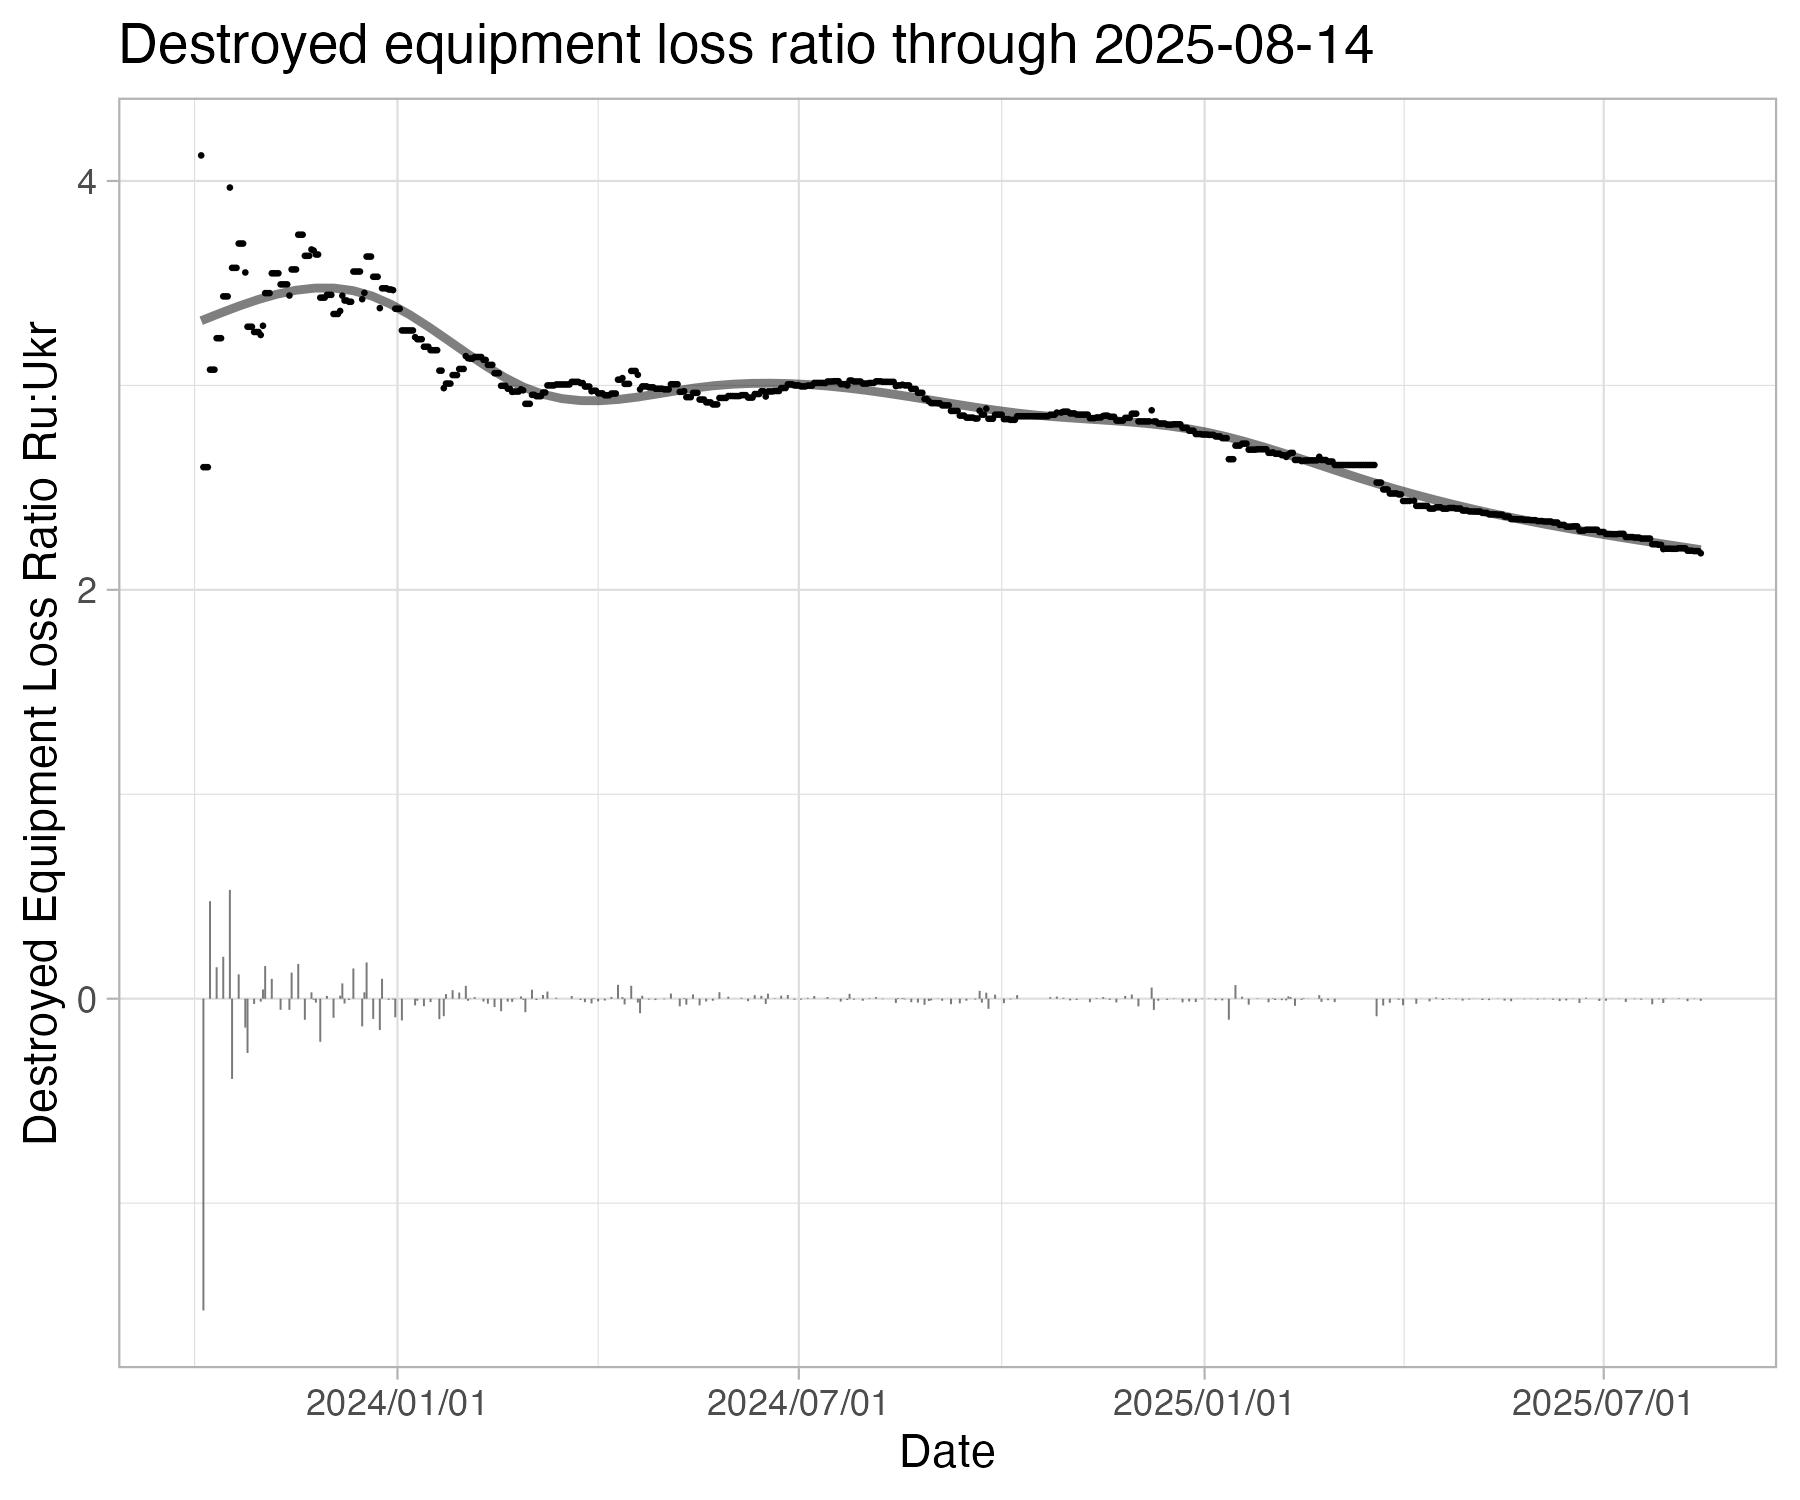 Destroyed equipment loss ratio through 2025-08-14
Destroyed Equipment Loss Ratio Ru:Ukr
4
2
0
2024/01/01
2024/07/01
2025/01/01
2025/07/01
Date